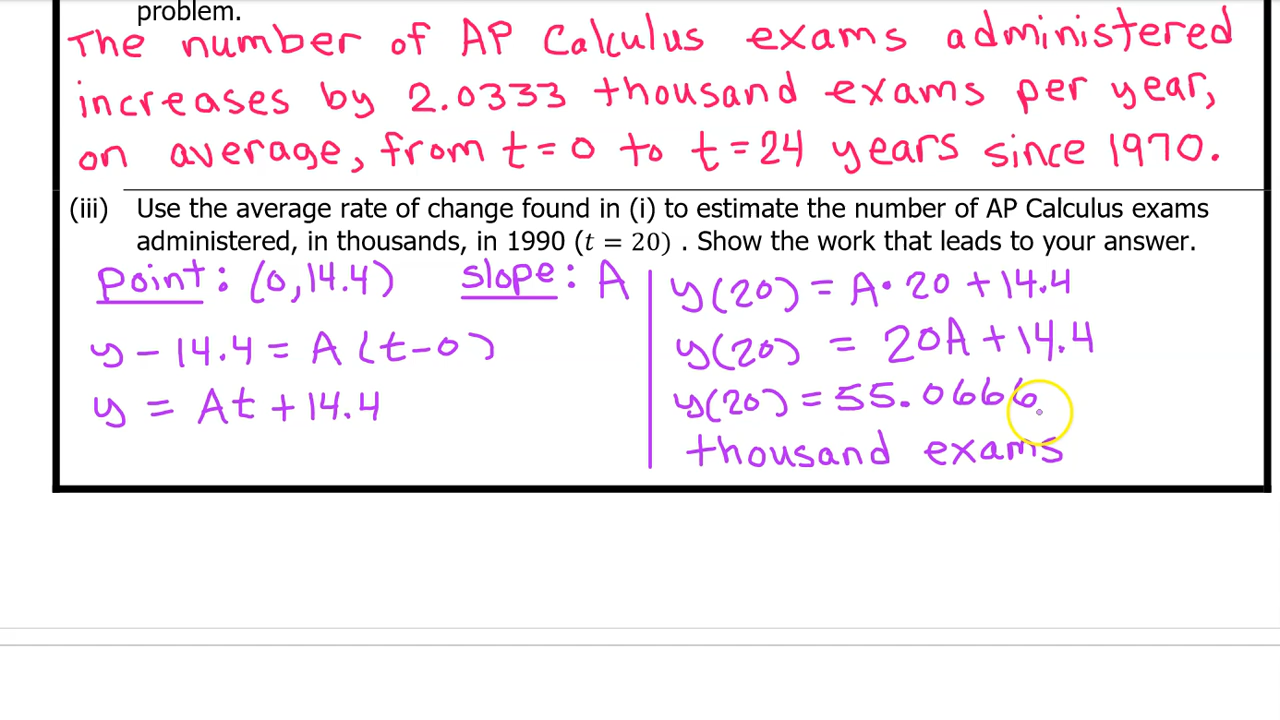 problem.
The number of AP Calculus exams administered
increases by 2.0333 thousand exams per year,
on average, from t = 0 to t = 24 years since 1970.
(iii) Use the average rate of change found in (i) to estimate the number of AP Calculus exams
administered, in thousands, in 1990 (t = 20) . Show the work that leads to your answer.
point: (0,14.4) slope: A
y - 14.4 = A(t-0)
y = At + 14.4
y(20) = A• 20 + 14.4
y(20) = 20A + 14.4
y(20) = 55.0666
thousand exams